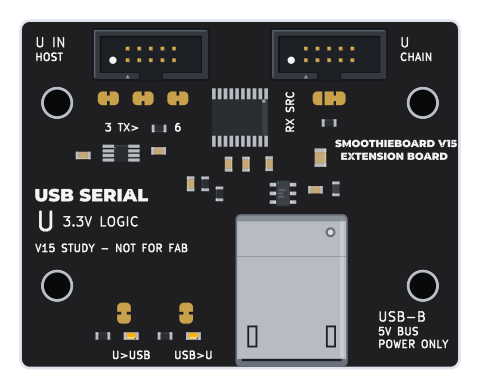 U IN
HOST
U
CHAIN
3 TX> 6
RX SRC
SMOOTHIEBOARD V15
EXTENSION BOARD
USB SERIAL
U 3.3V LOGIC
V15 STUDY – NOT FOR FAB
USB-B
5V BUS
POWER ONLY
U>USB
USB>U